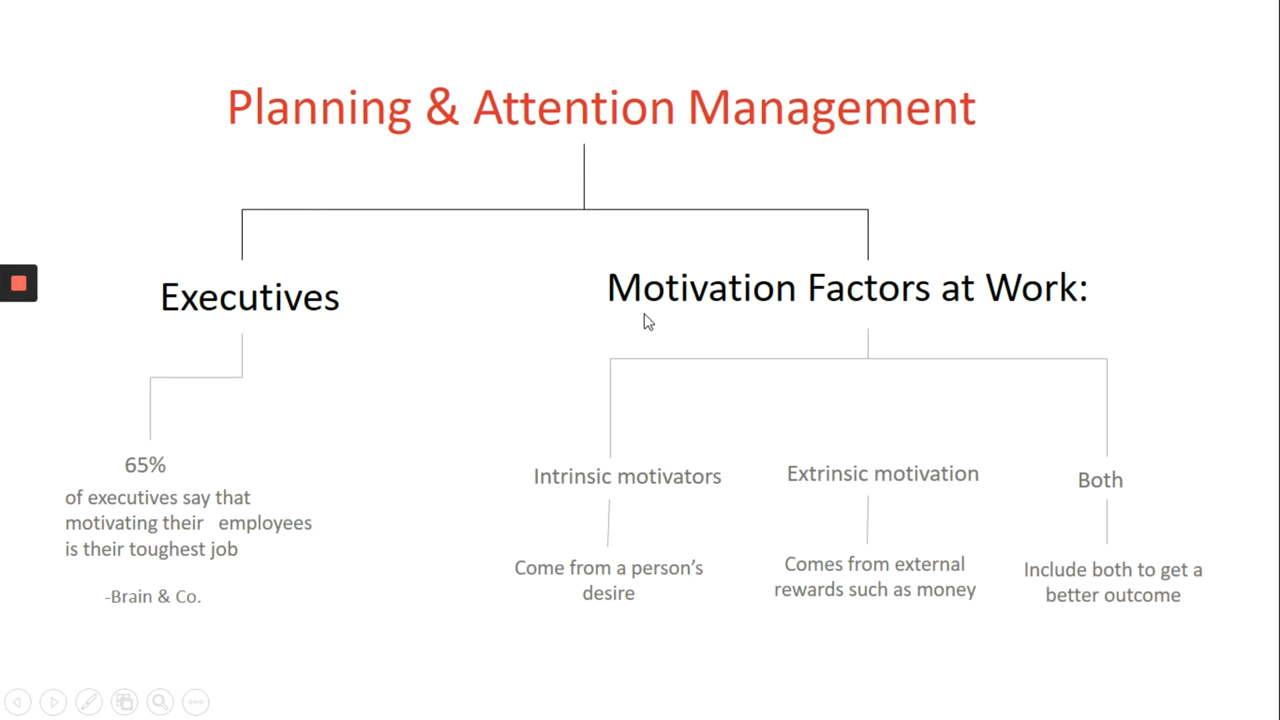 Planning & Attention Management
Executives
Motivation Factors at Work:
65%
of executives say that
motivating their employees
is their toughest job
-Brain & Co.
Intrinsic motivators
Come from a person’s
desire
Extrinsic motivation
Comes from external
rewards such as money
Both
Include both to get a
better outcome